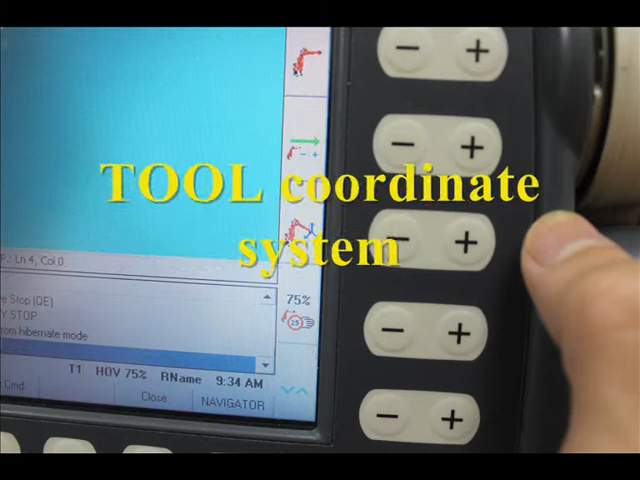 TOOL coordinate
system
Ln 4, Col 0
Stop (QE)
STOP
from hibernate mode
75%
T1 HOV 75% RName 9:34 AM
Cmd
Close
NAVIGATOR
- +
- +
- +
- +
- +